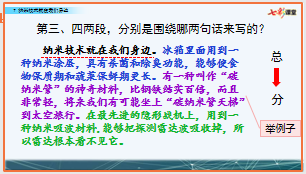 7 纳米技术就在我们身边
七彩课堂
第三、四两段，分别是围绕哪两句话来写的？
纳米技术就在我们身边。冰箱里面用到一
种纳米涂层，具有杀菌和除臭功能，能够使食
物保质期和蔬菜保鲜期更长。有一种叫作“碳
纳米管”的神奇材料，比钢铁结实百倍，而且
非常轻，将来我们有可能坐上“碳纳米管天梯”
到太空旅行。在最先进的隐形战机上，用到一
种纳米吸波材料，能够把探测雷达波吸收掉，所
以雷达根本看不见它。
总
分
举例子